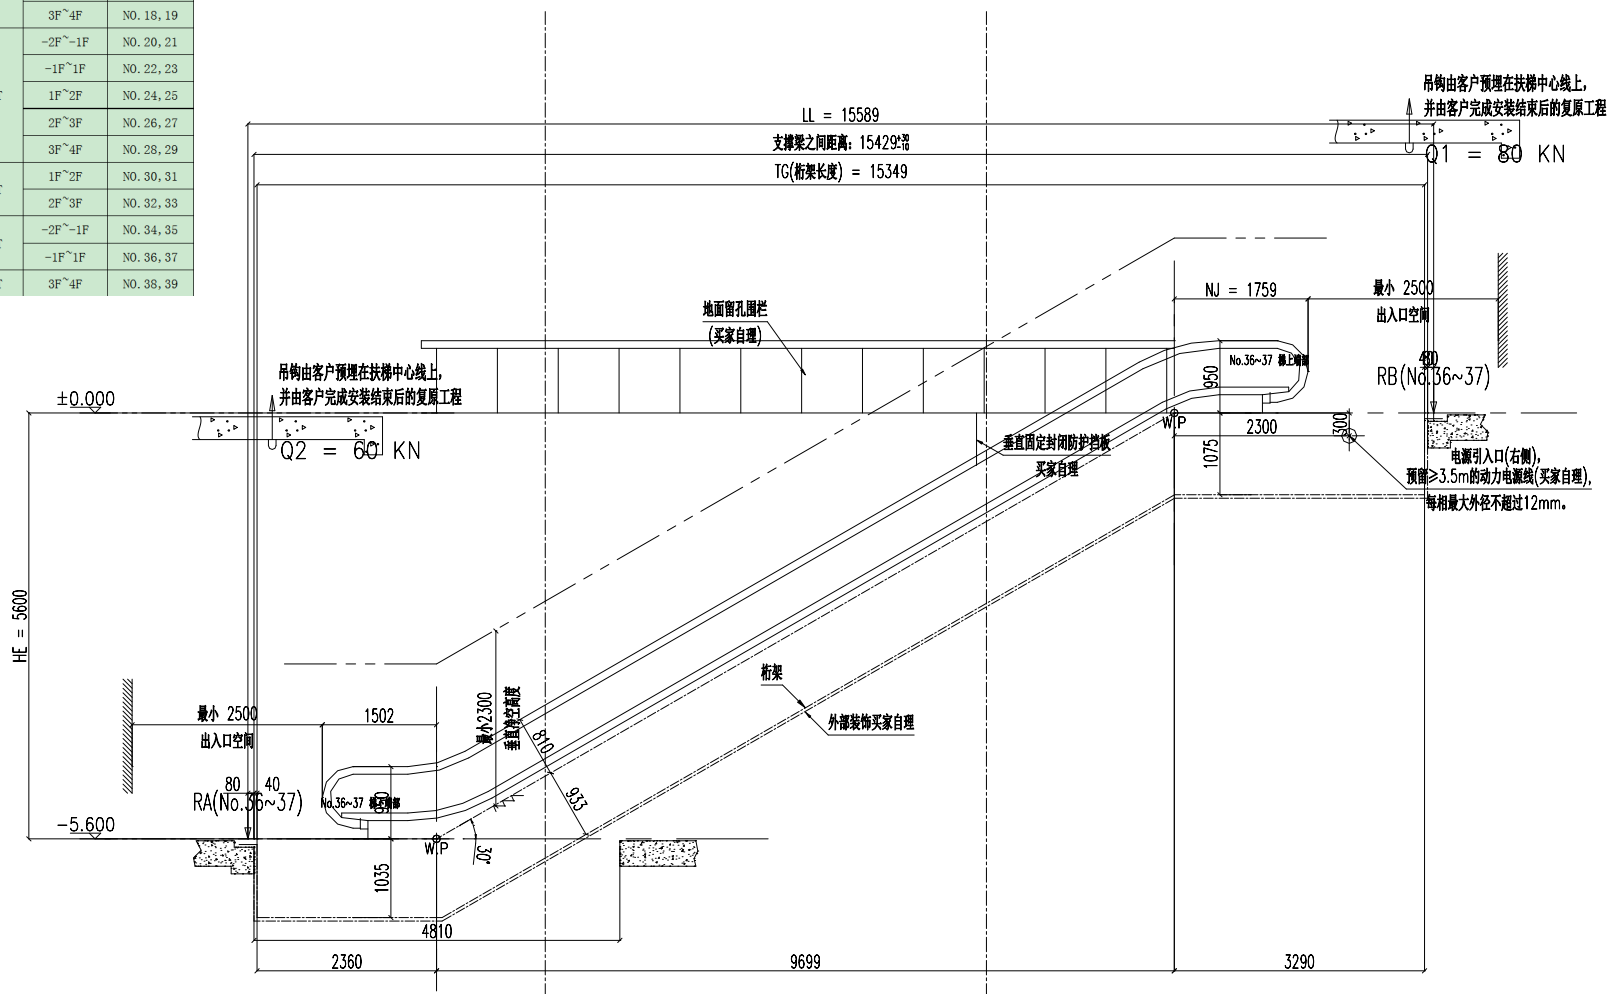 3F~4F NO.18,19
-2F~-1F NO.20,21
-1F~1F NO.22,23
1F~2F NO.24,25
2F~3F NO.26,27
3F~4F NO.28,29
1F~2F NO.30,31
2F~3F NO.32,33
-2F~-1F NO.34,35
-1F~1F NO.36,37
3F~4F NO.38,39
LL = 15589
支撑梁之间距离: 15429
TG(桁架长度) = 15349
吊钩由客户预埋在扶梯中心线上,
并由客户完成安装结束后的复原工程
Q1 = 80 KN
NJ = 1759
最小 2500
出入口空间
地面留孔围栏
(买家自理)
No.36~37 梯上端部
950
RB(No.36~37)
吊钩由客户预埋在扶梯中心线上,
并由客户完成安装结束后的复原工程
±0.000
Q2 = 60 KN
W.P
2300
300
1075
垂直固定封闭防护挡板
买家自理
电源引入口(右侧),
预留≥3.5m的动力电源线(买家自理),
每相最大外径不超过12mm。
HE = 5600
桁架
外部装饰买家自理
最小 2500
出入口空间
1502
最小2300
垂直净空高度
810
933
80 40
RA(No.36~37)
No.36~37 梯下端部
-5.600
W.P
30°
1035
4810
2360
9699
3290